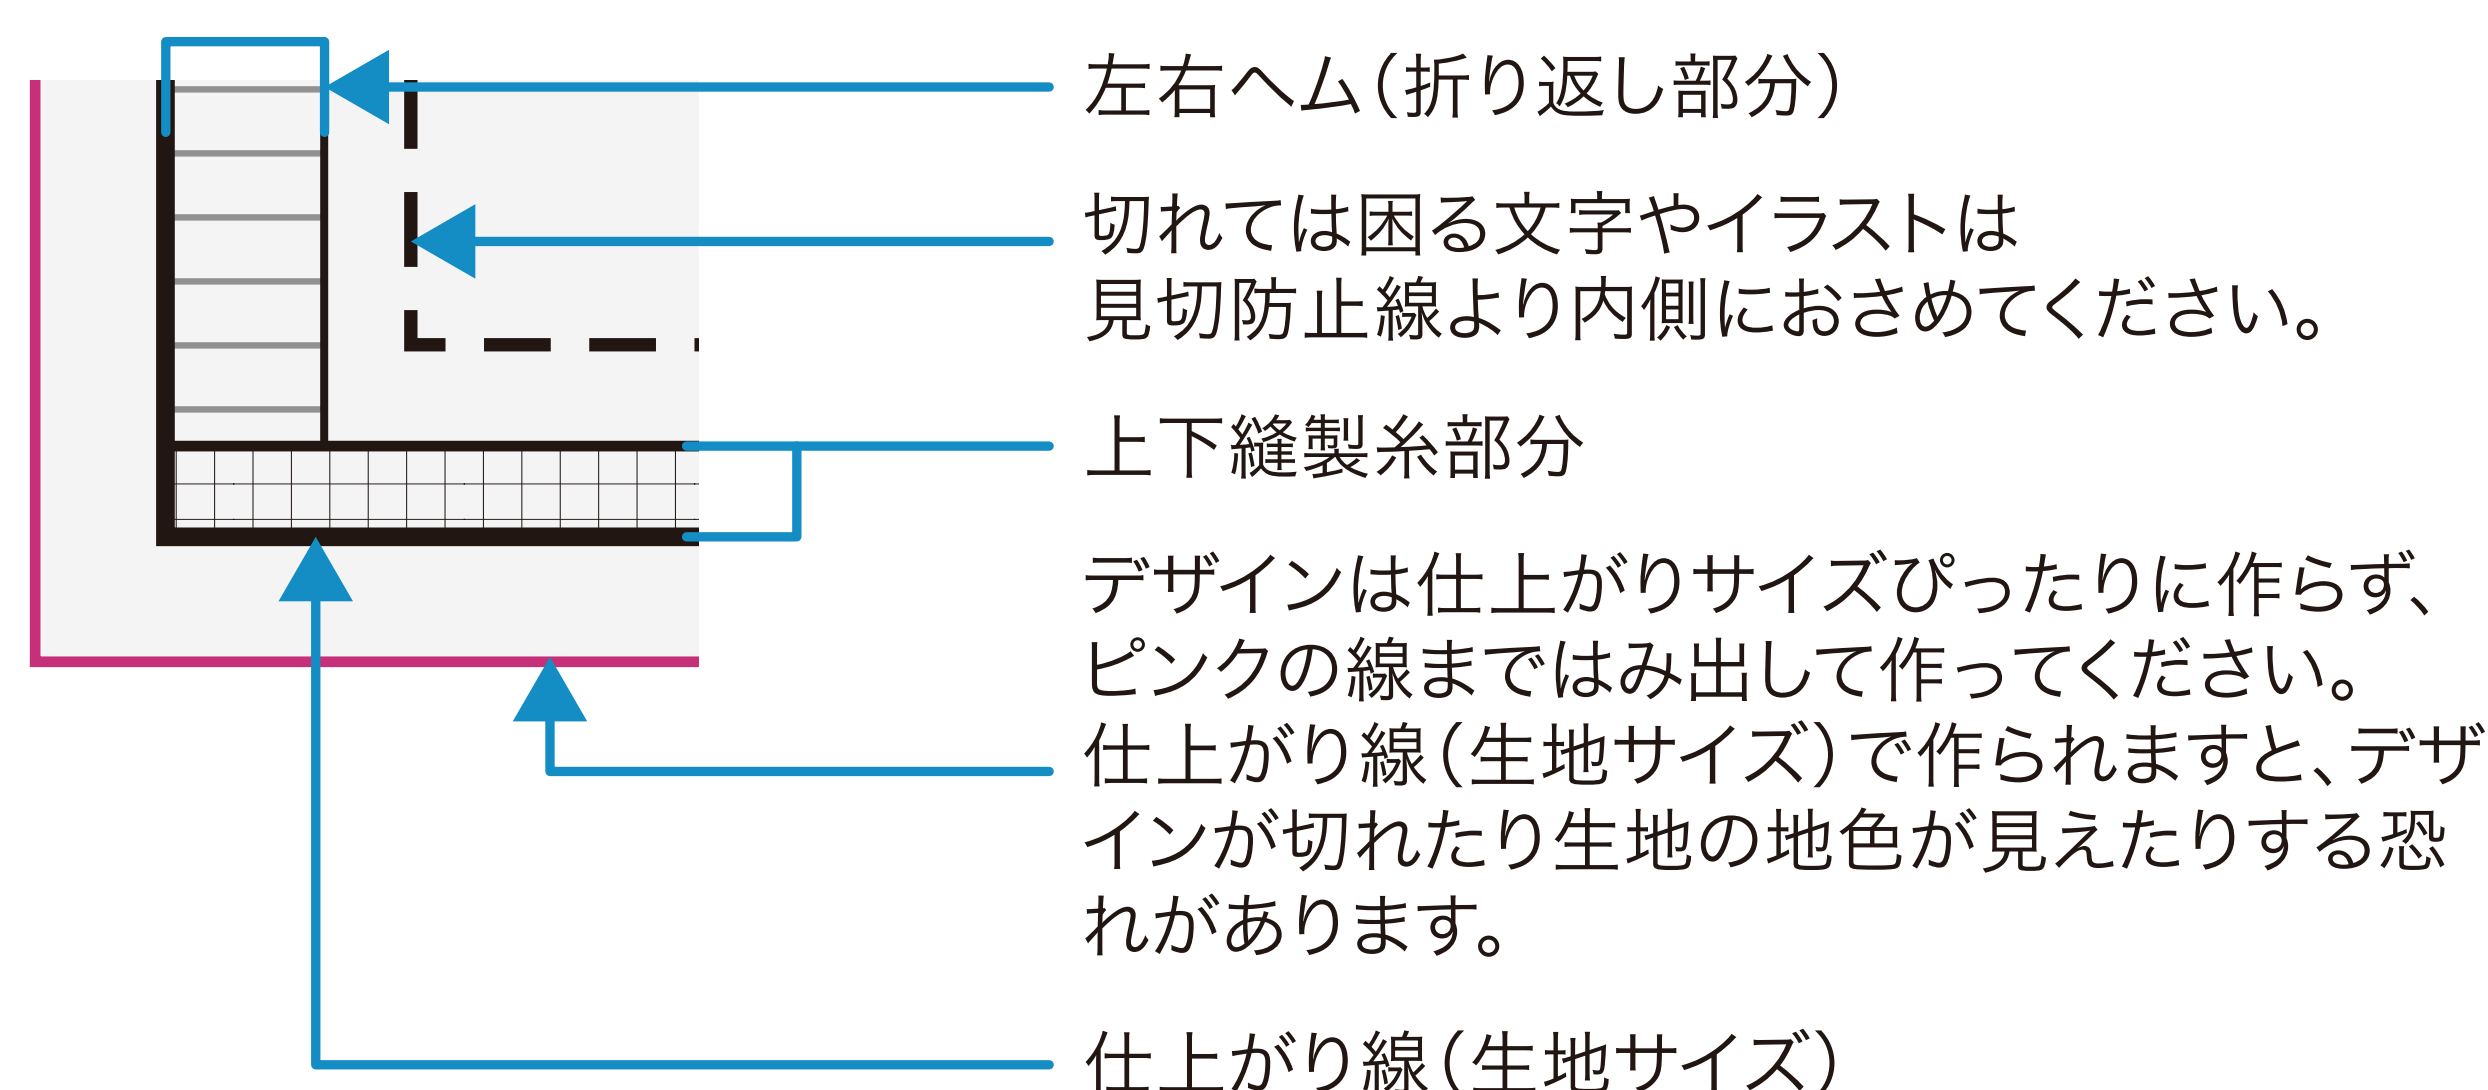 左右ヘム（折り返し部分）
切れては困る文字やイラストは
見切防止線より内側におさめてください。
上下縫製糸部分
デザインは仕上がりサイズぴったりに作らず、
ピンクの線まではみ出して作ってください。
仕上がり線（生地サイズ）で作られますと、デザ
インが切れたり生地の地色が見えたりする恐
れがあります。
仕上がり線（生地サイズ）